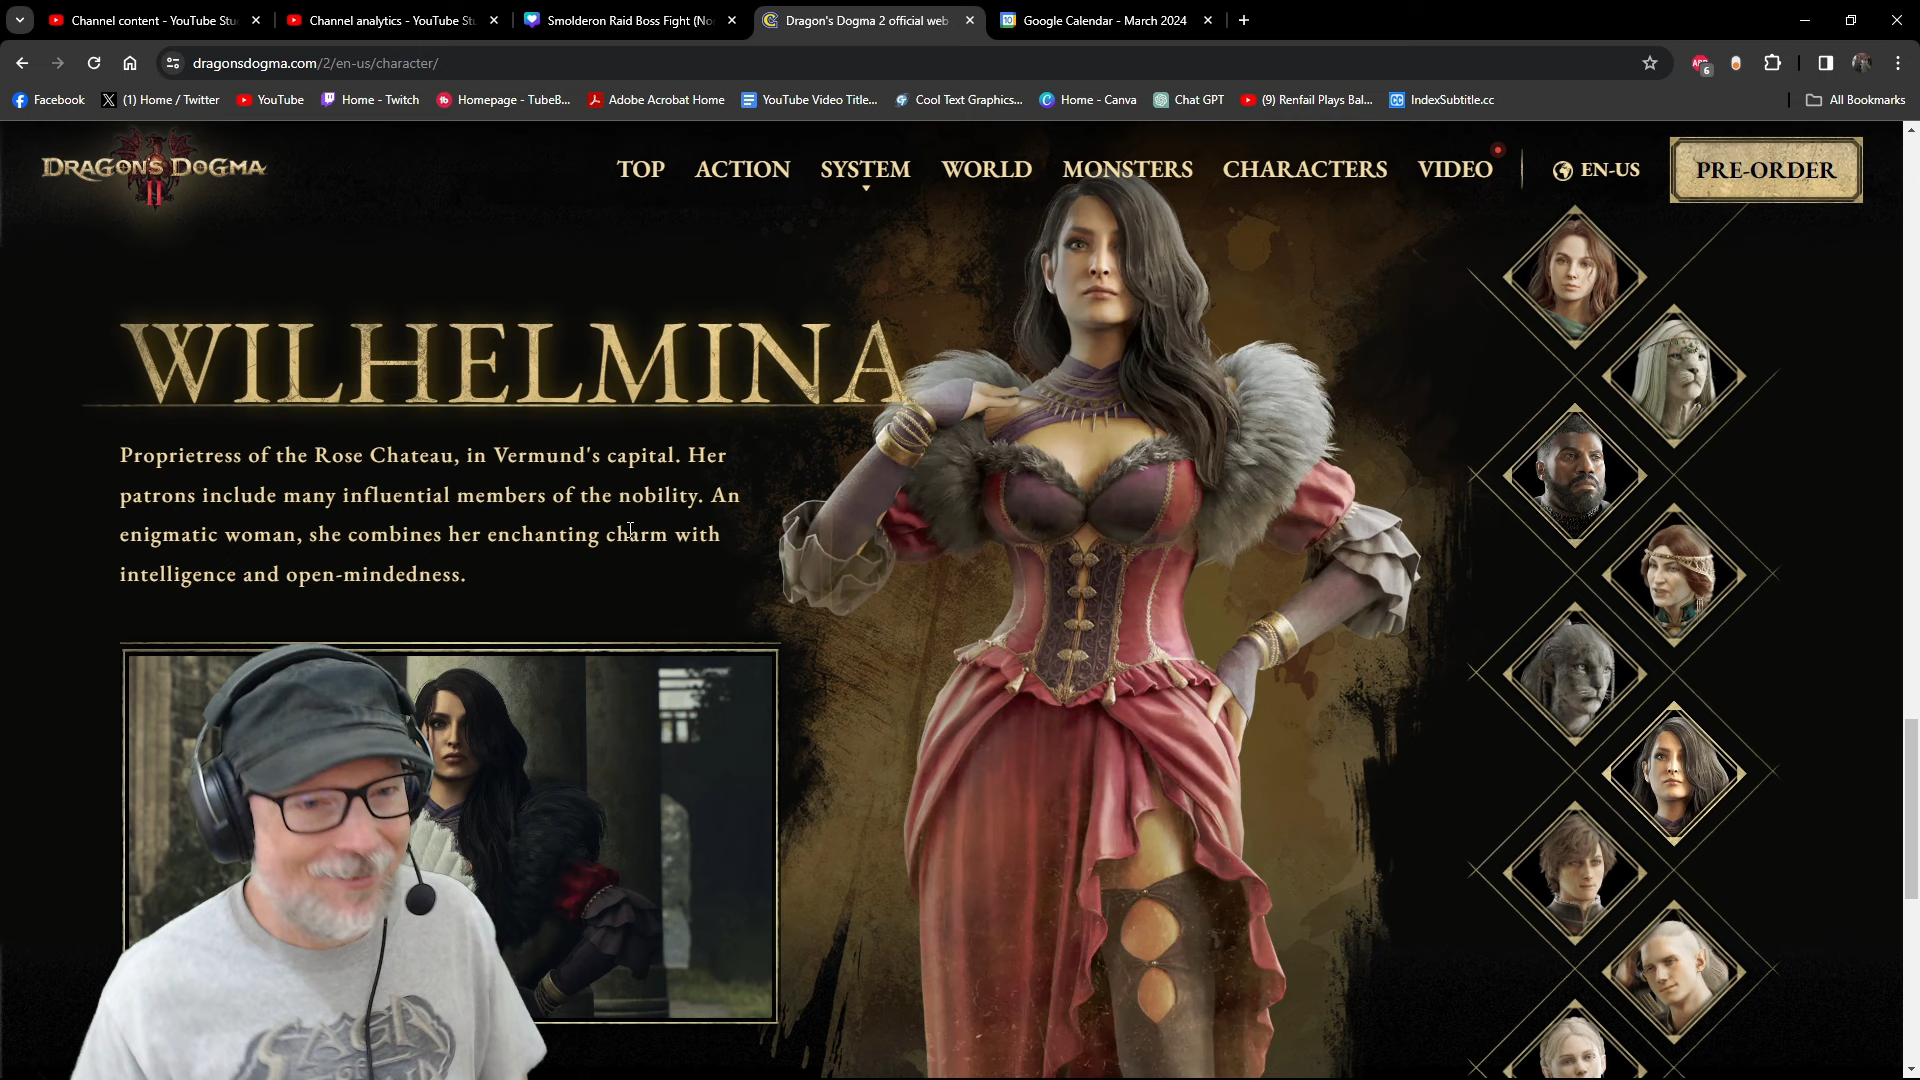 Channel content - YouTube Stu
Channel analytics - YouTube Stu
Smolderon Raid Boss Fight (No
Dragon's Dogma 2 official web
Google Calendar - March 2024
dragonsdogma.com/2/en-us/character/
6
Facebook
(1) Home / Twitter
YouTube
Home - Twitch
Homepage - TubeB...
Adobe Acrobat Home
YouTube Video Title...
Cool Text Graphics...
Home - Canva
Chat GPT
(9) Renfail Plays Bal...
IndexSubtitle.cc
All Bookmarks
DRAGON'S DOGMA
II
TOP
ACTION
SYSTEM
WORLD
MONSTERS
CHARACTERS
VIDEO
EN-US
PRE-ORDER
WILHELMINA
Proprietress of the Rose Chateau, in Vermund's capital. Her
patrons include many influential members of the nobility. An
enigmatic woman, she combines her enchanting charm with
intelligence and open-mindedness.